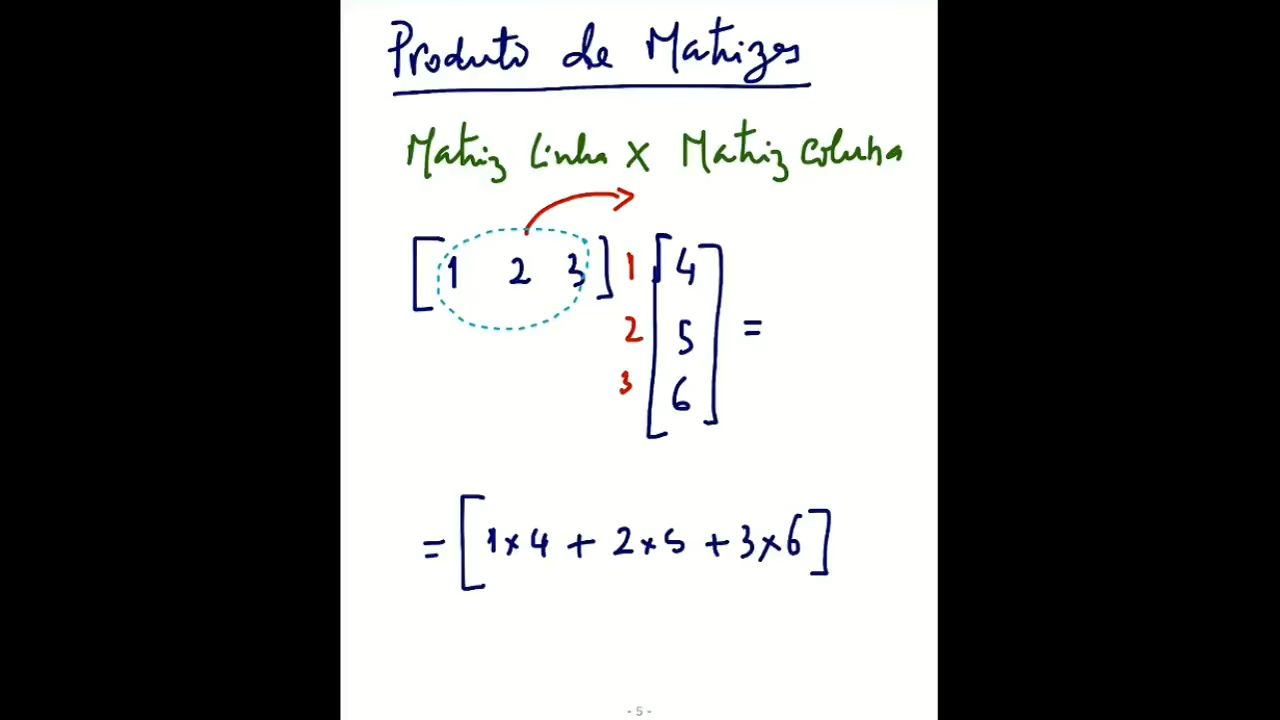 Produto de Matrizes
Matriz linha x Matriz coluna
[1 2 3] 1 [4
2 5 =
3 6]
= [1x4 + 2x5 + 3x6]
- 5 -